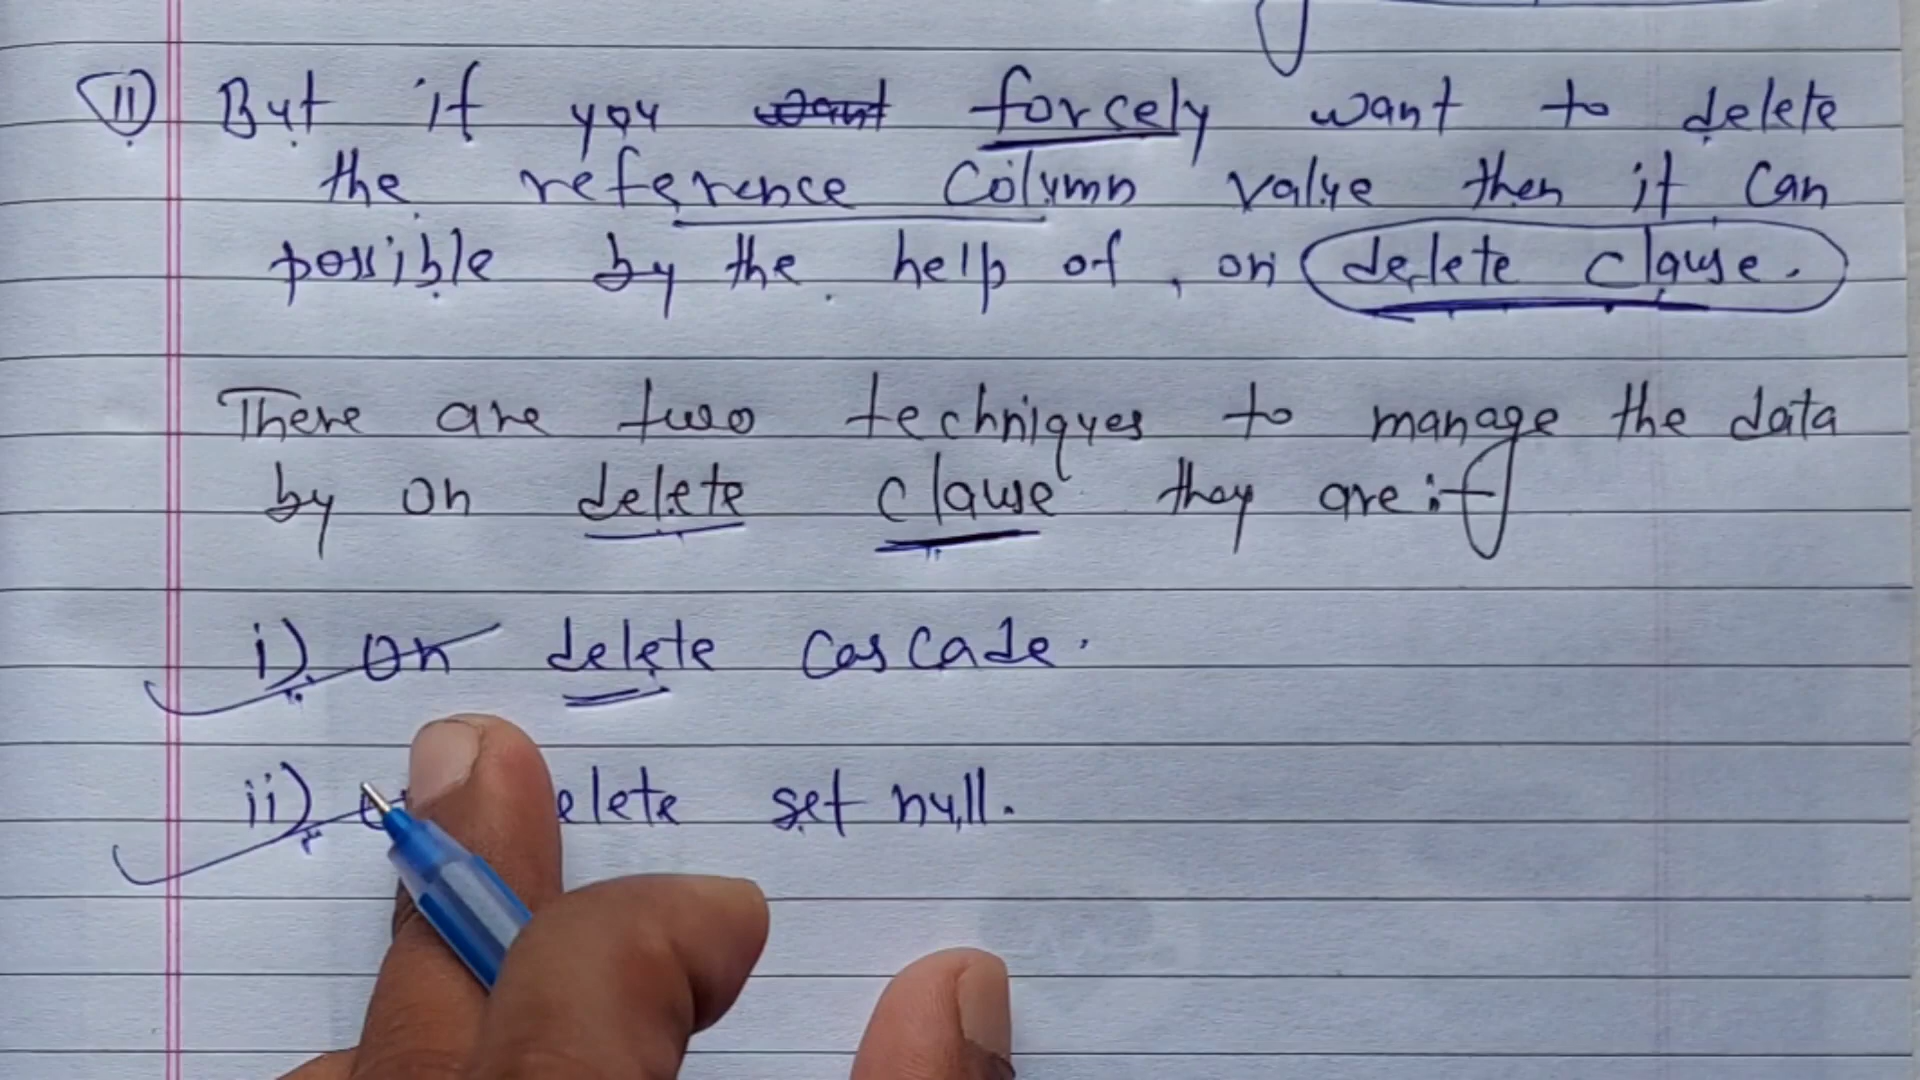 (II) But if you want forcely want to delete
the reference column value then it can
possible by the help of, on delete clause.
There are two techniques to manage the data
by on delete clause they are :-
i) On delete cascade.
ii) elete set null.